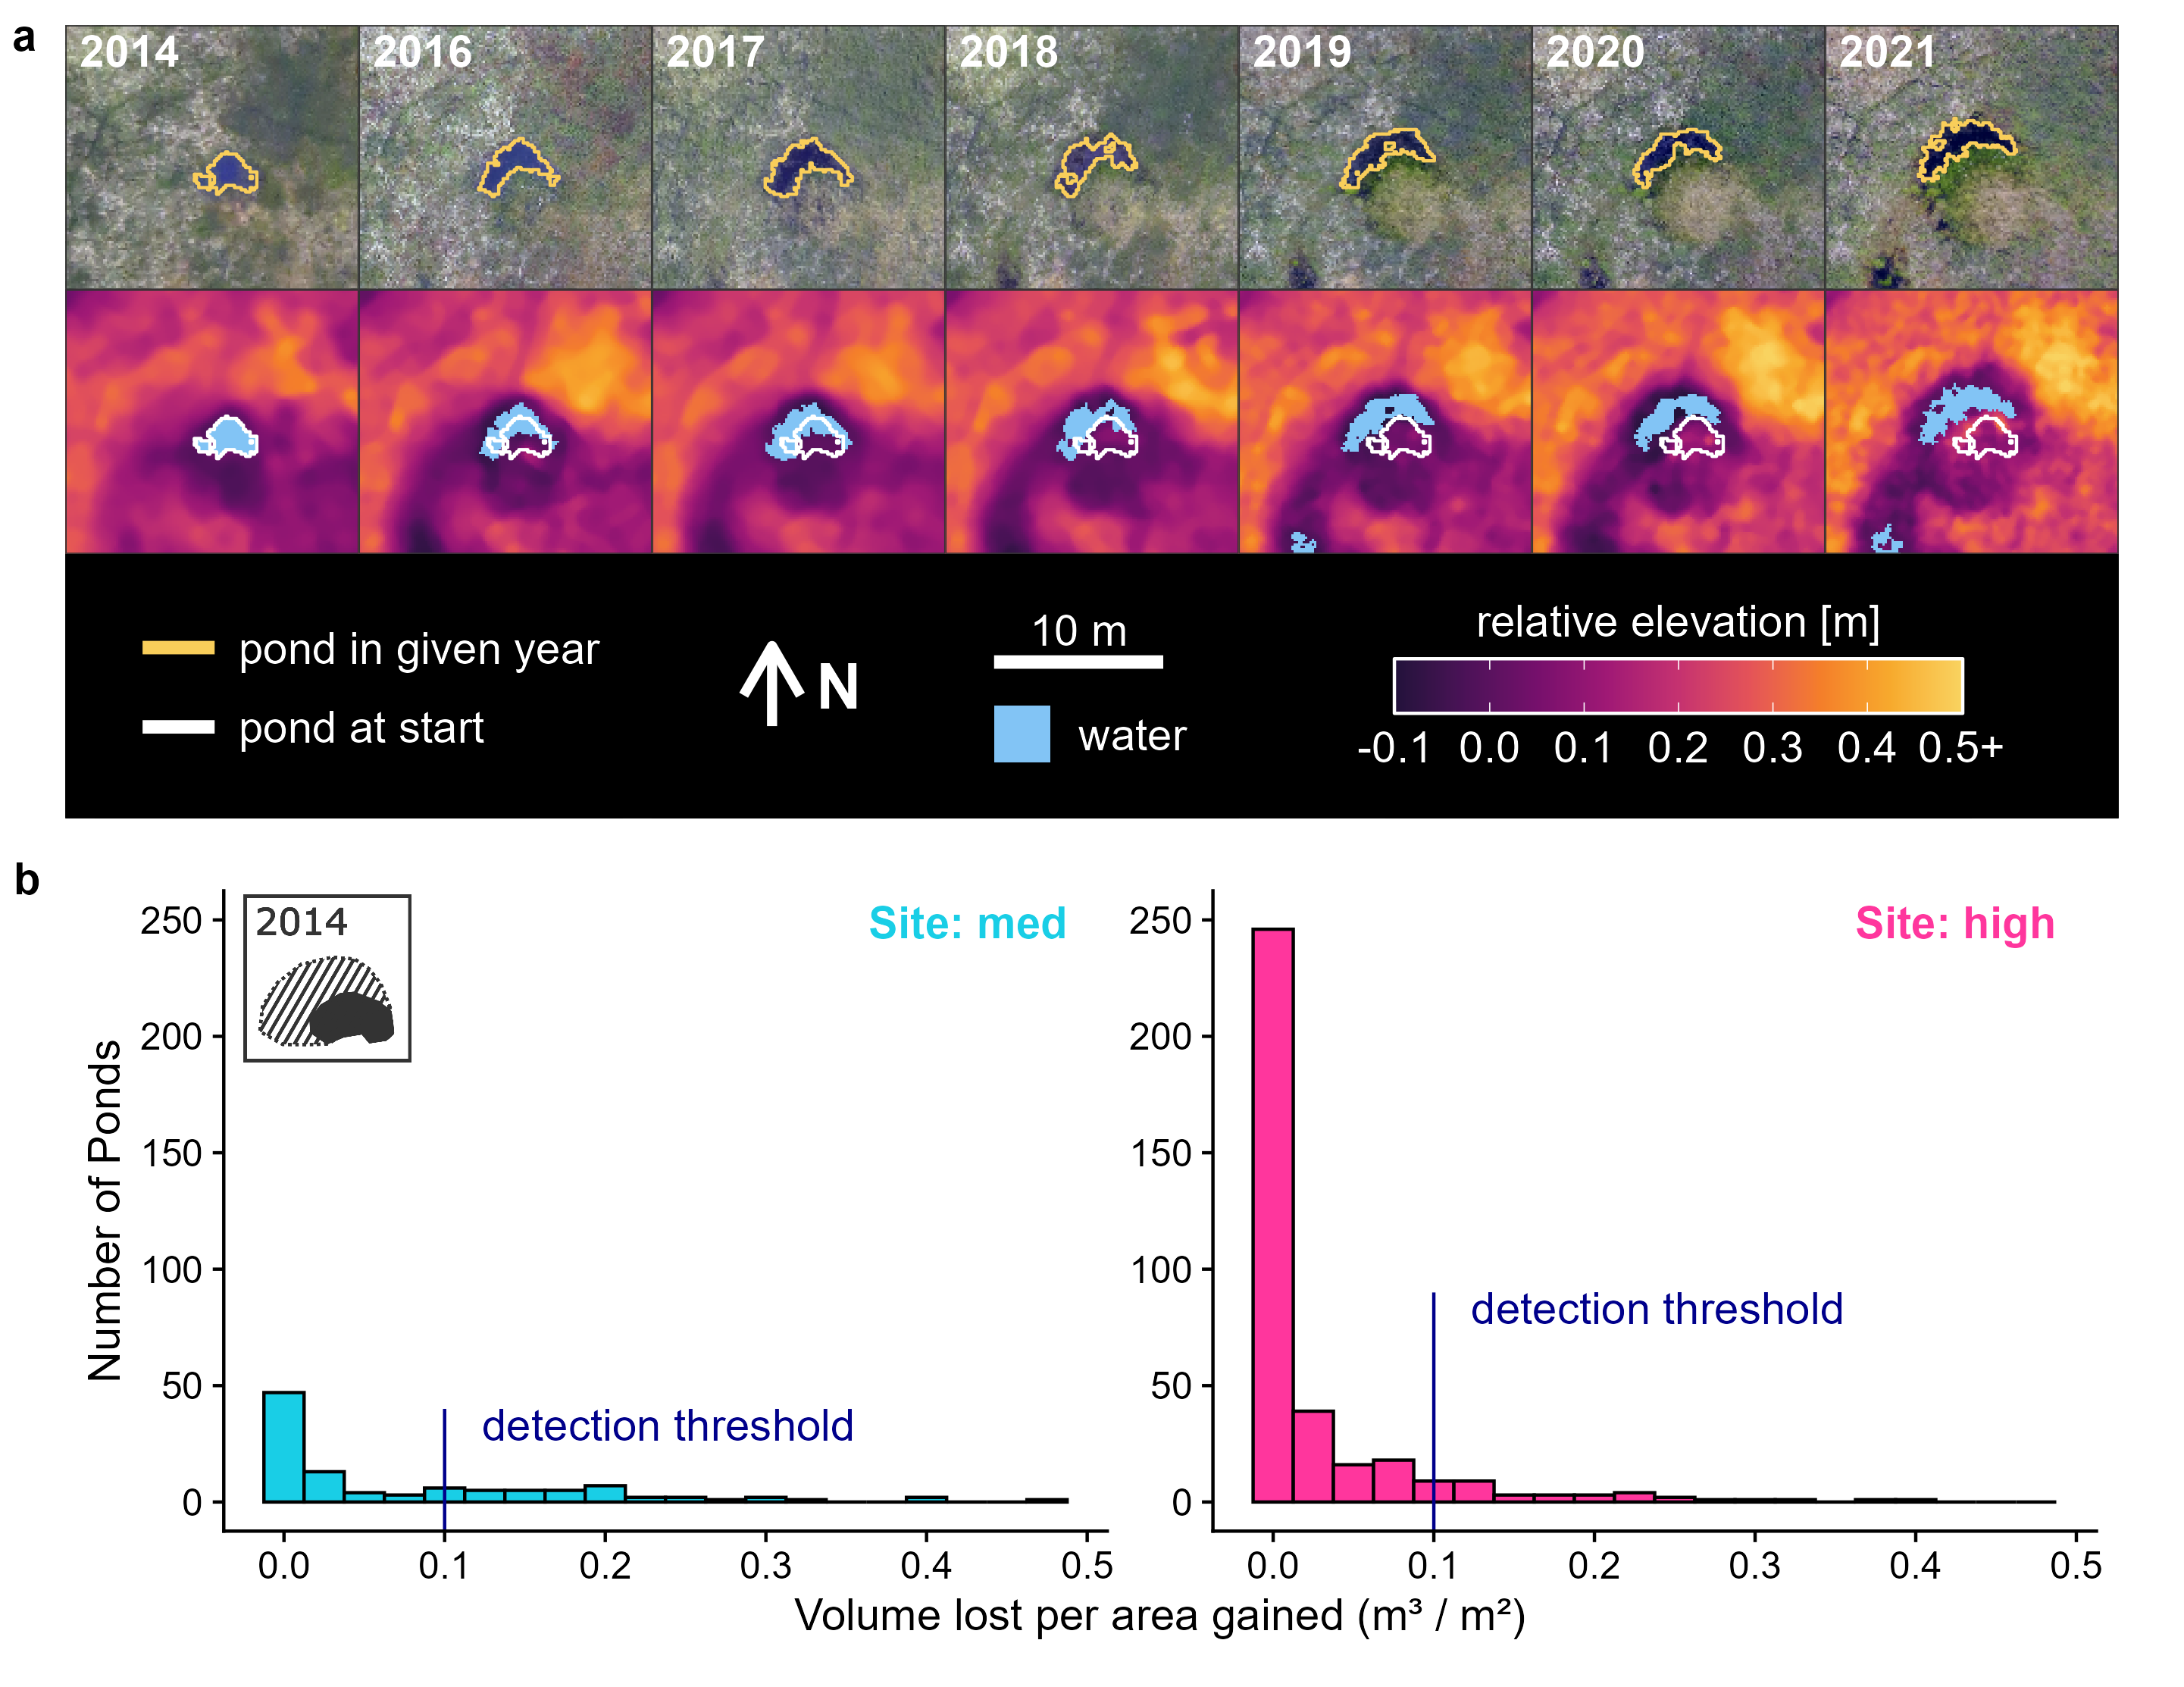 a
2014 2016 2017 2018 2019 2020 2021
pond in given year
pond at start
N
10 m
water
relative elevation [m]
-0.1 0.0 0.1 0.2 0.3 0.4 0.5+
b
Number of Ponds
250
200
150
100
50
0
2014
Site: med
detection threshold
0.0 0.1 0.2 0.3 0.4 0.5
250
200
150
100
50
0
Site: high
detection threshold
0.0 0.1 0.2 0.3 0.4 0.5
Volume lost per area gained (m³ / m²)